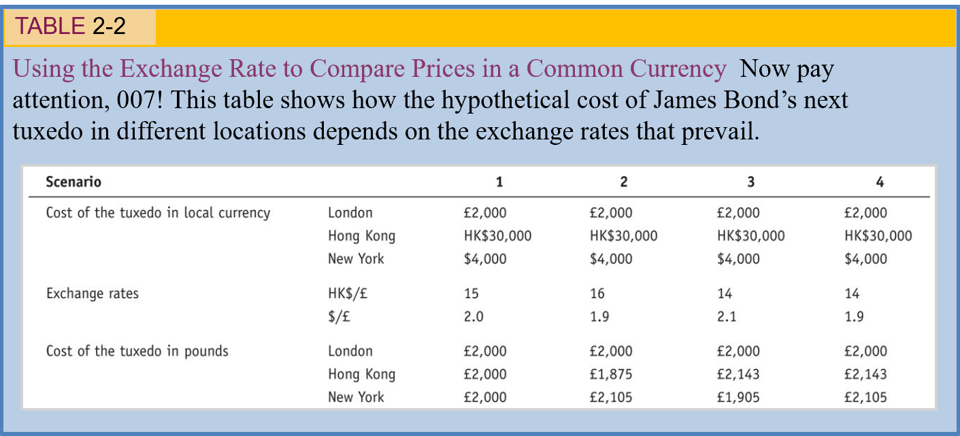 TABLE 2-2
Using the Exchange Rate to Compare Prices in a Common Currency Now pay
attention, 007! This table shows how the hypothetical cost of James Bond’s next
tuxedo in different locations depends on the exchange rates that prevail.
Scenario 1 2 3 4
Cost of the tuxedo in local currency London £2,000 £2,000 £2,000 £2,000
Hong Kong HK$30,000 HK$30,000 HK$30,000 HK$30,000
New York $4,000 $4,000 $4,000 $4,000
Exchange rates HK$/£ 15 16 14 14
$/£ 2.0 1.9 2.1 1.9
Cost of the tuxedo in pounds London £2,000 £2,000 £2,000 £2,000
Hong Kong £2,000 £1,875 £2,143 £2,143
New York £2,000 £2,105 £1,905 £2,105